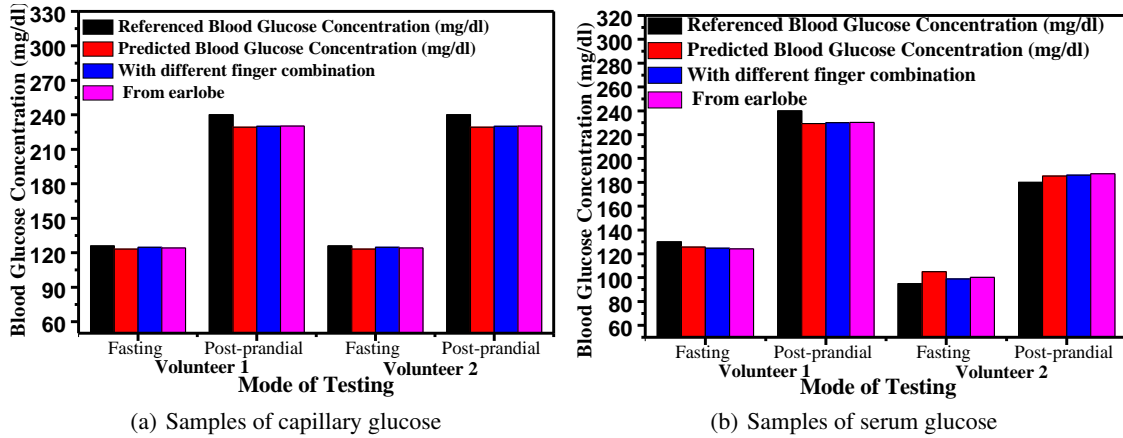 Blood Glucose Concentration (mg/dl)
330
300
270
240
210
180
150
120
90
60
Referenced Blood Glucose Concentration (mg/dl)
Predicted Blood Glucose Concentration (mg/dl)
With different finger combination
From earlobe
Fasting Post-prandial Fasting Post-prandial
Volunteer 1 Volunteer 2
Mode of Testing
(a) Samples of capillary glucose
Blood Glucose Concentration (mg/dl)
320
300
280
260
240
220
200
180
160
140
120
100
80
60
Referenced Blood Glucose Concentration (mg/dl)
Predicted Blood Glucose Concentration (mg/dl)
With different finger combination
From earlobe
Fasting Post-prandial Fasting Post-prandial
Volunteer 1 Volunteer 2
Mode of Testing
(b) Samples of serum glucose